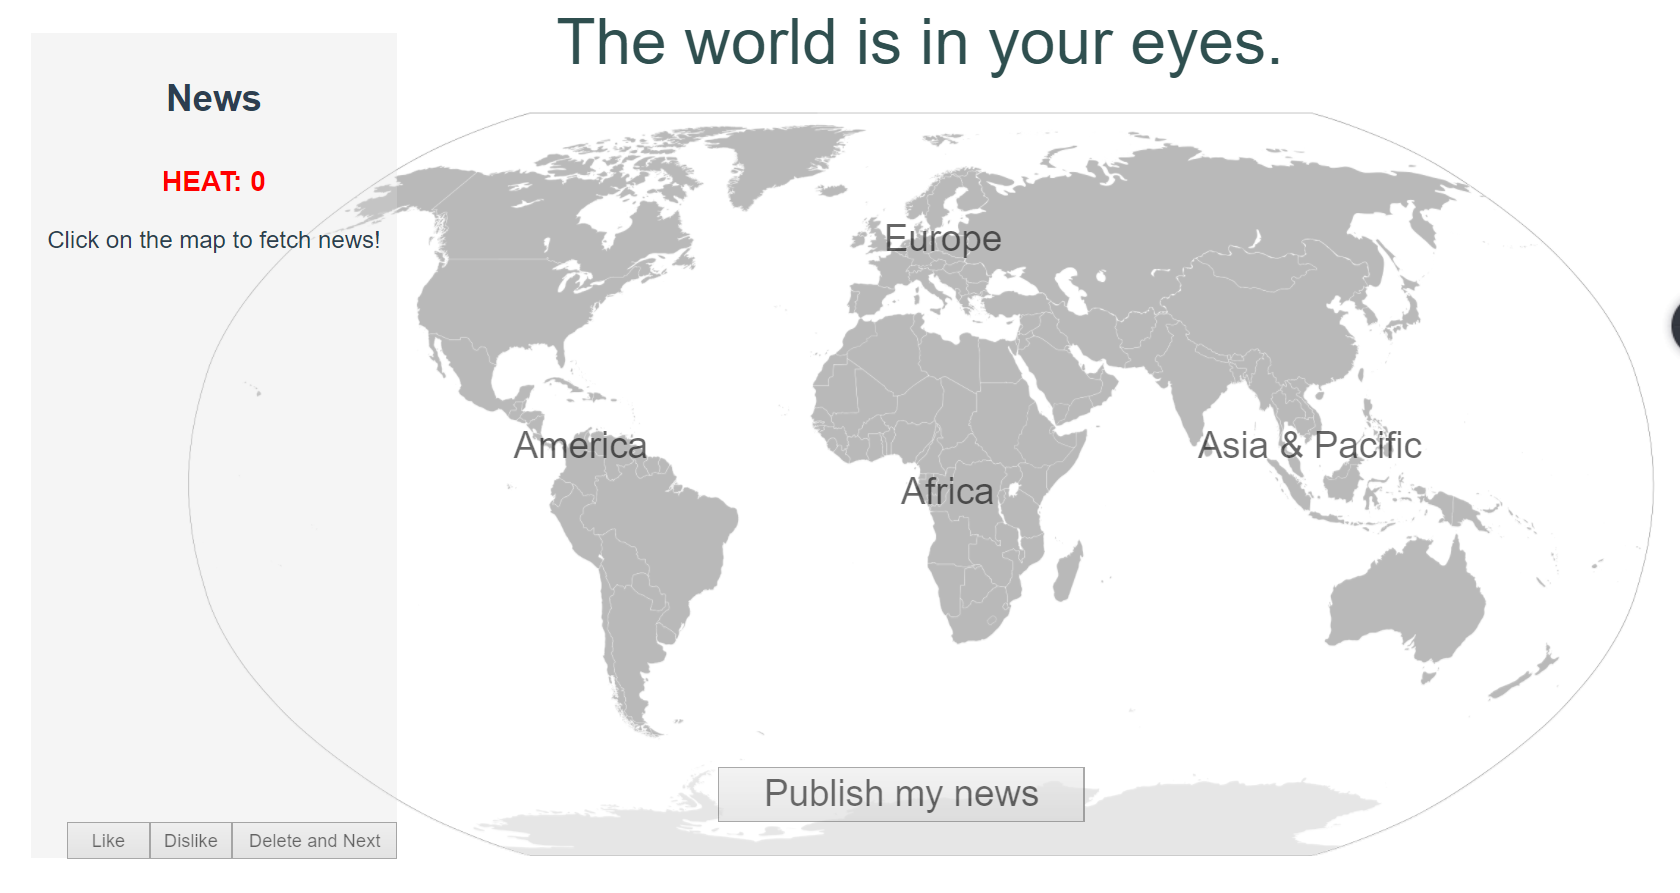 The world is in your eyes.
News
HEAT: 0
Click on the map to fetch news!
Europe
America
Asia & Pacific
Africa
Publish my news
Like
Dislike
Delete and Next